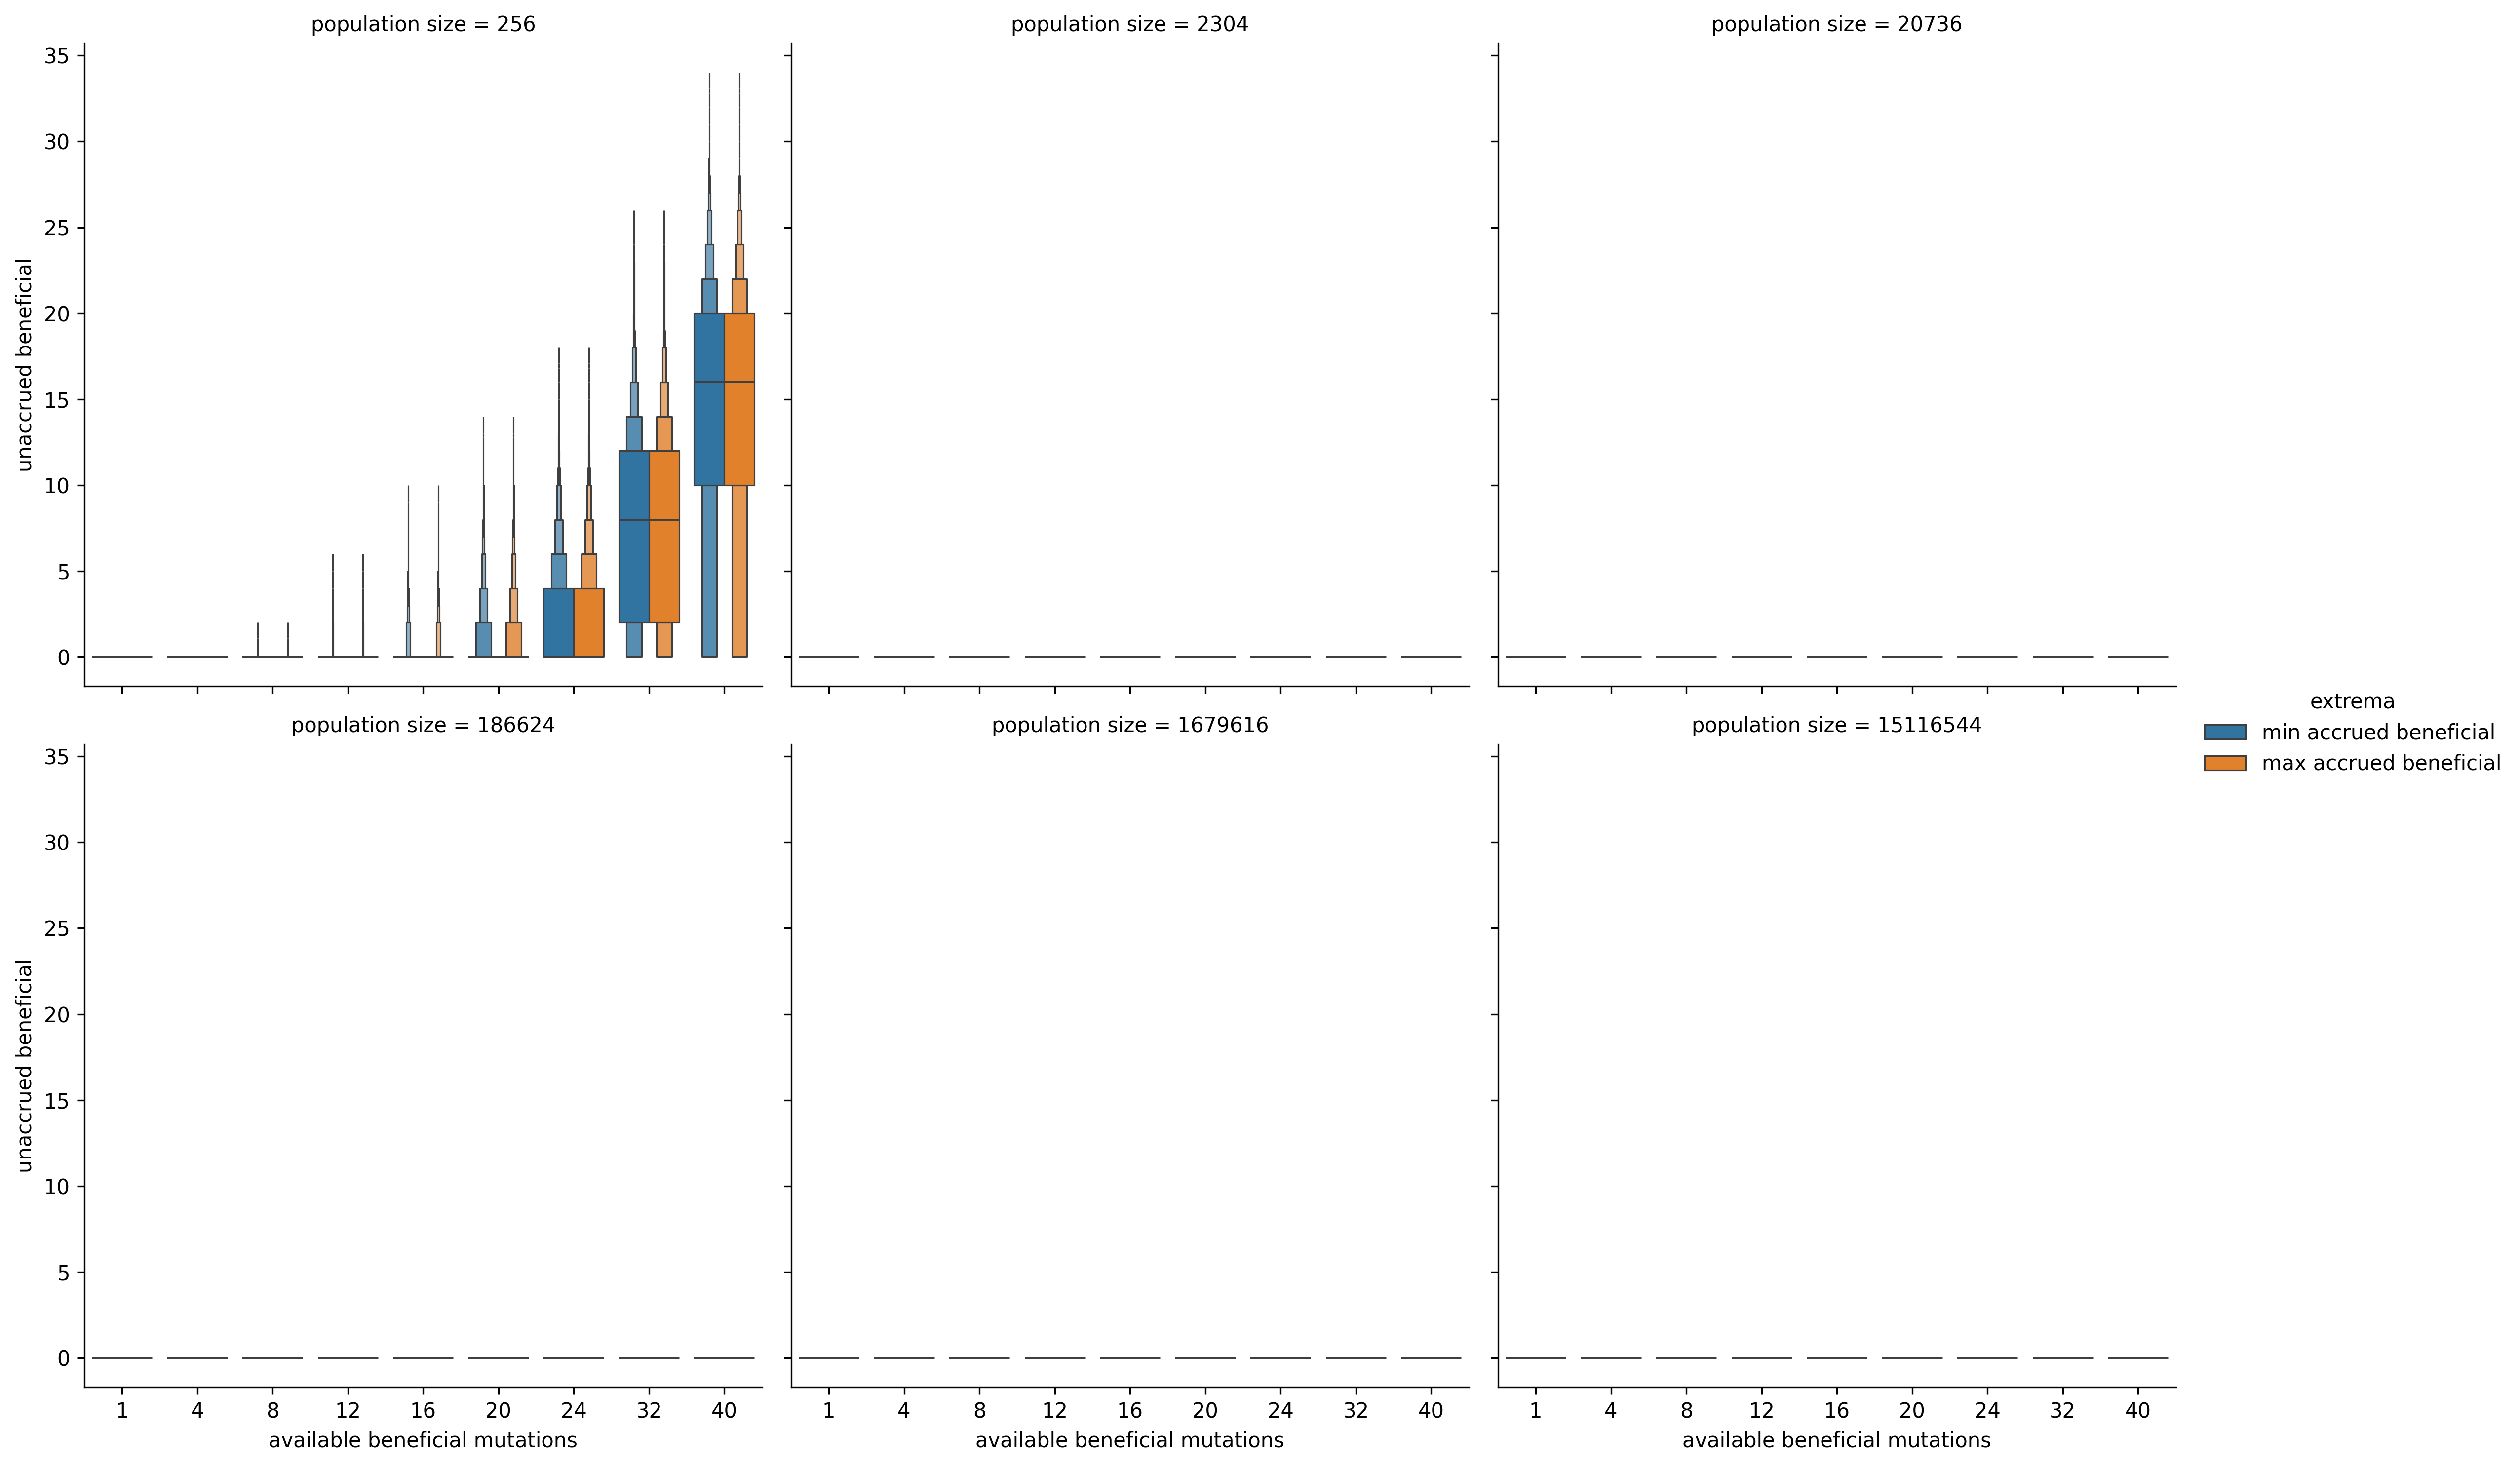 population size = 256
population size = 2304
population size = 20736
unaccrued beneficial
35
30
25
20
15
10
5
0
population size = 186624
population size = 1679616
population size = 15116544
extrema
min accrued beneficial
max accrued beneficial
unaccrued beneficial
35
30
25
20
15
10
5
0
1 4 8 12 16 20 24 32 40
1 4 8 12 16 20 24 32 40
1 4 8 12 16 20 24 32 40
available beneficial mutations
available beneficial mutations
available beneficial mutations